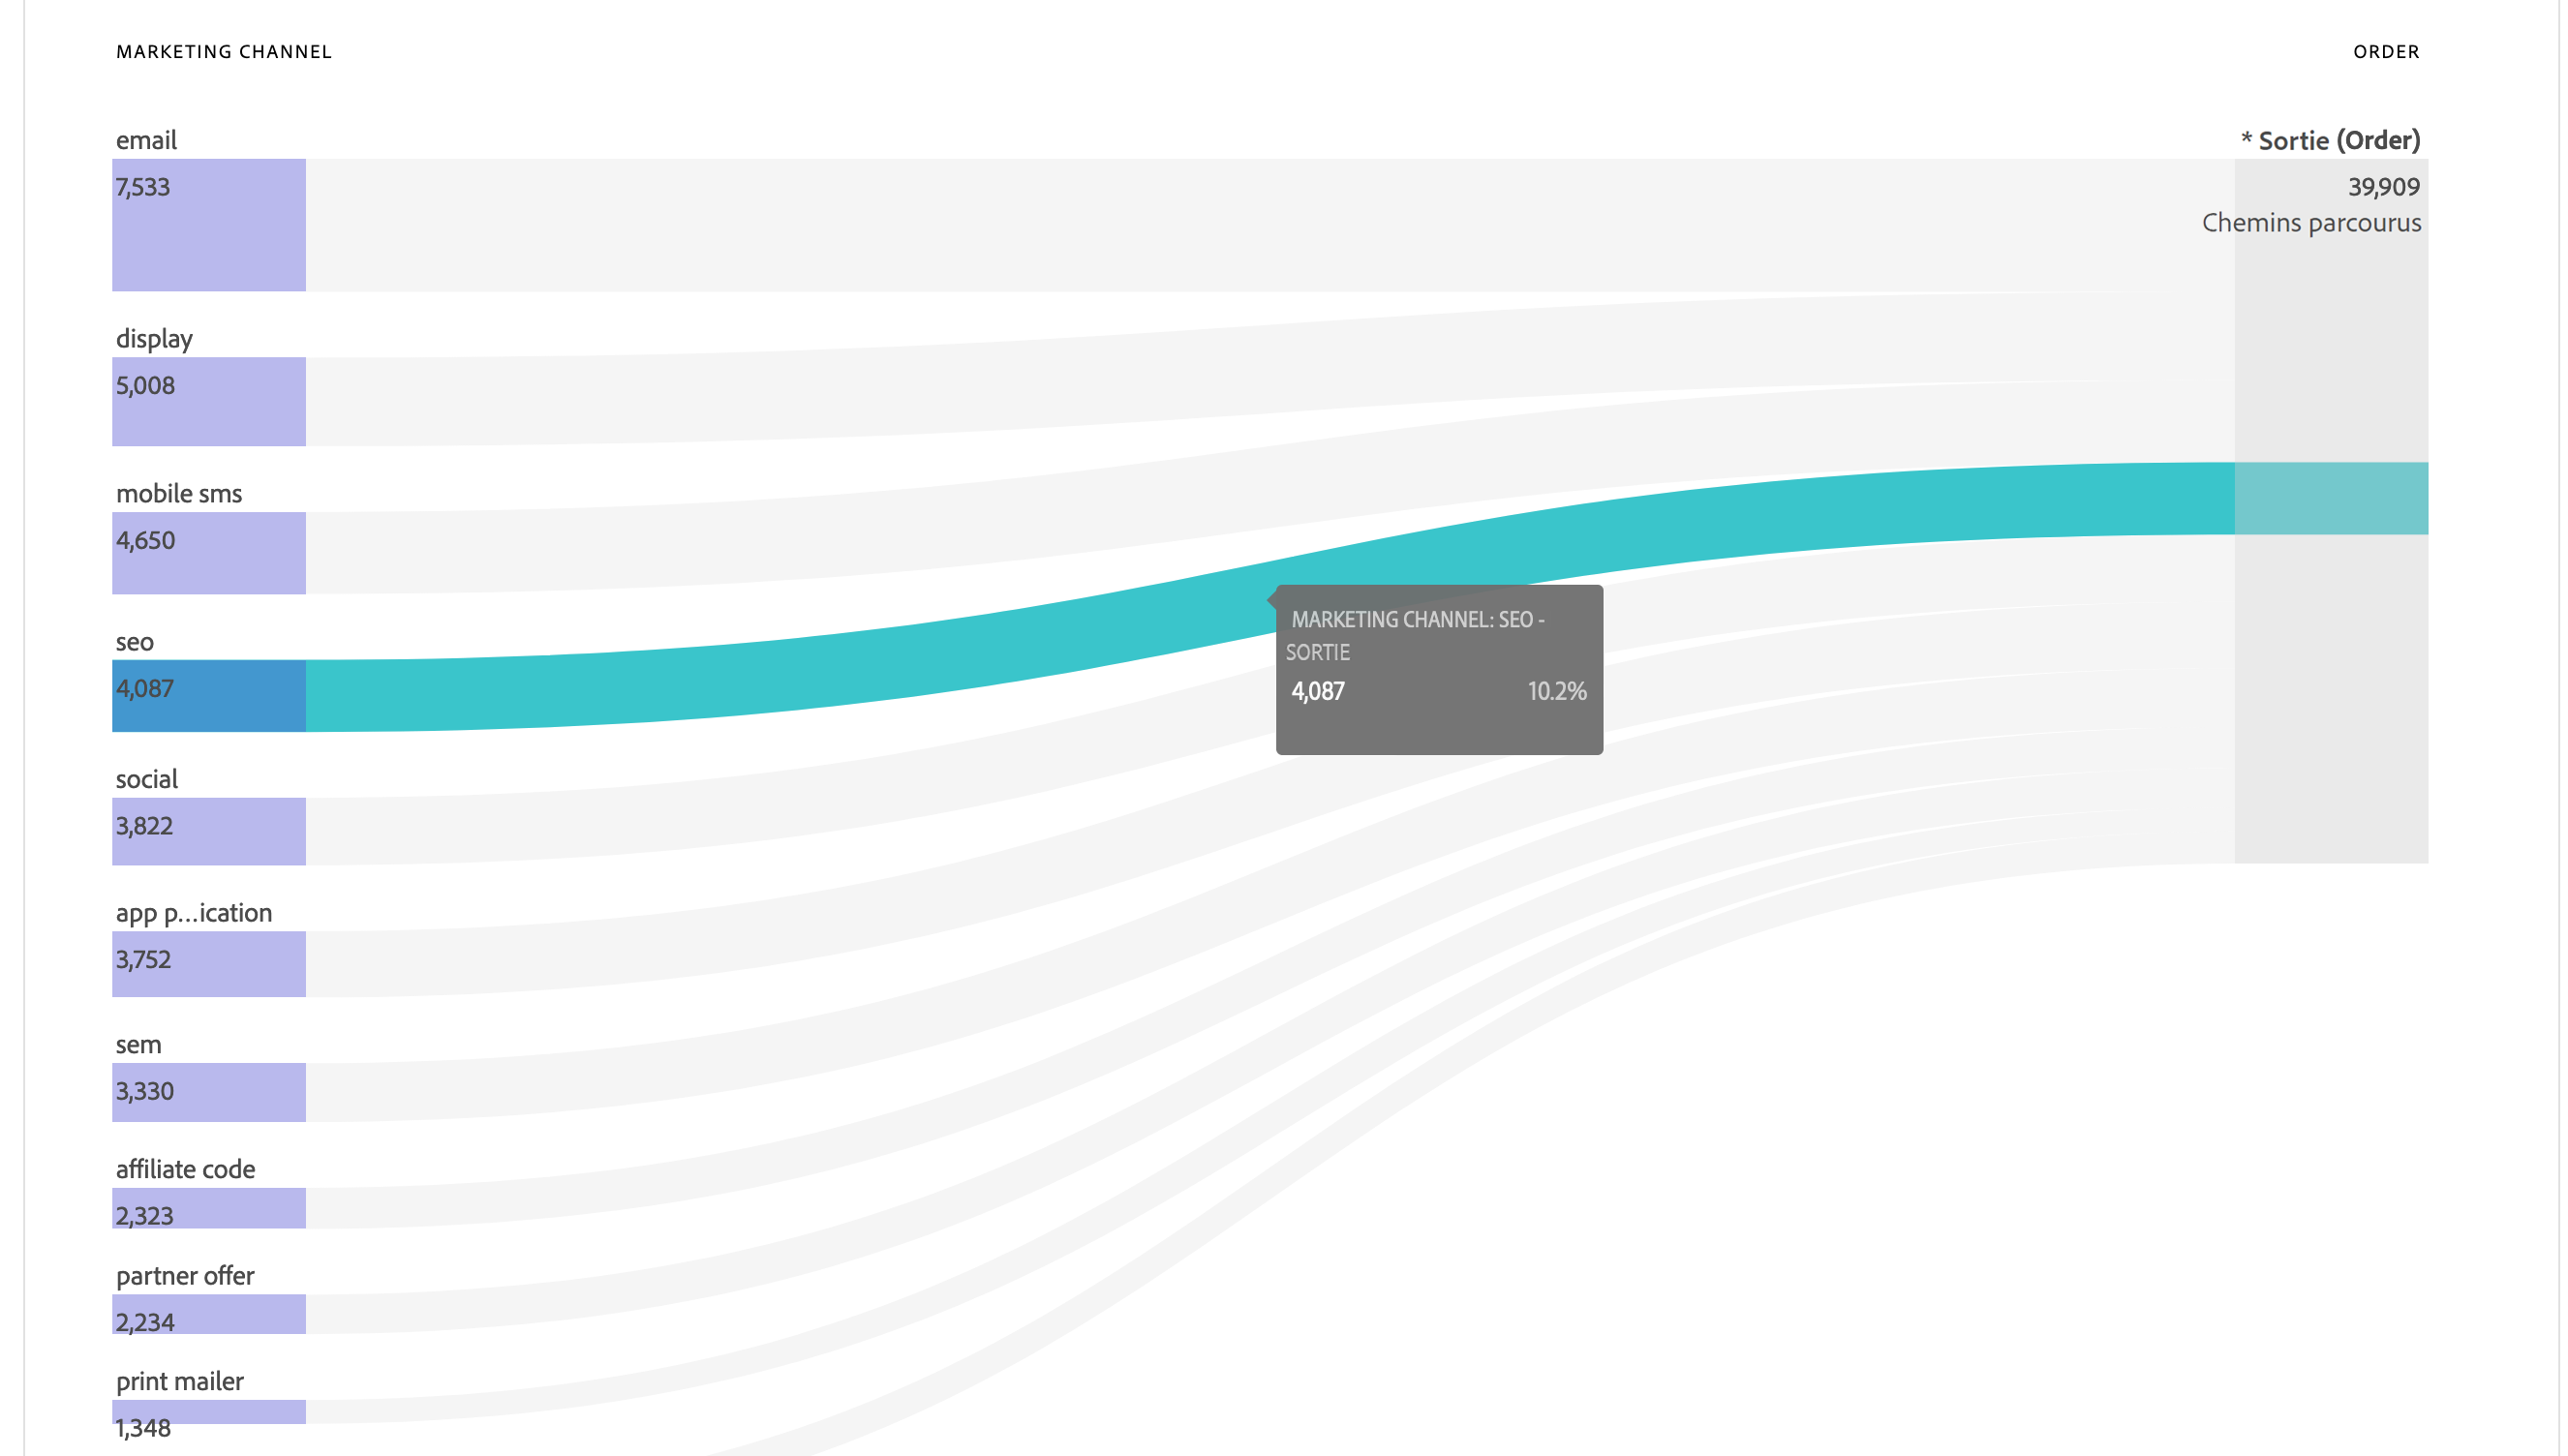 MARKETING CHANNEL
ORDER
email
7,533
* Sortie (Order)
39,909
Chemins parcourus
display
5,008
mobile sms
4,650
seo
4,087
MARKETING CHANNEL: SEO -
SORTIE
4,087 10.2%
social
3,822
app p...ication
3,752
sem
3,330
affiliate code
2,323
partner offer
2,234
print mailer
1,348